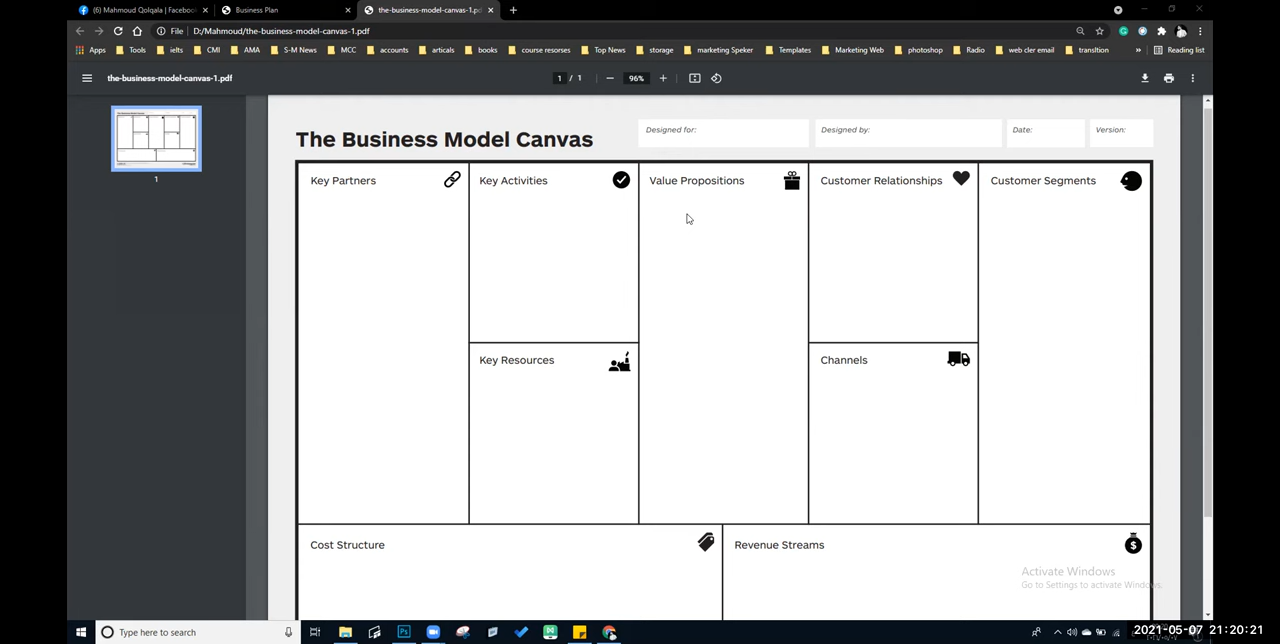 (6) Mahmoud Qolqala | Facebook
Business Plan
the-business-model-canvas-1.pdf
File D:/Mahmoud/the-business-model-canvas-1.pdf
Apps Tools ielts CMI AMA S-M News MCC accounts articals books course resorses Top News storage marketing Speker Templates Marketing Web photoshop Radio web cler email transltion » Reading list
the-business-model-canvas-1.pdf
1 / 1 96%
1
The Business Model Canvas
Designed for:
Designed by:
Date:
Version:
Key Partners
Key Activities
Value Propositions
Customer Relationships
Customer Segments
Key Resources
Channels
Cost Structure
Revenue Streams
$
Activate Windows
Go to Settings to activate Windows.
Type here to search
Ps
2021-05-07 21:20:21